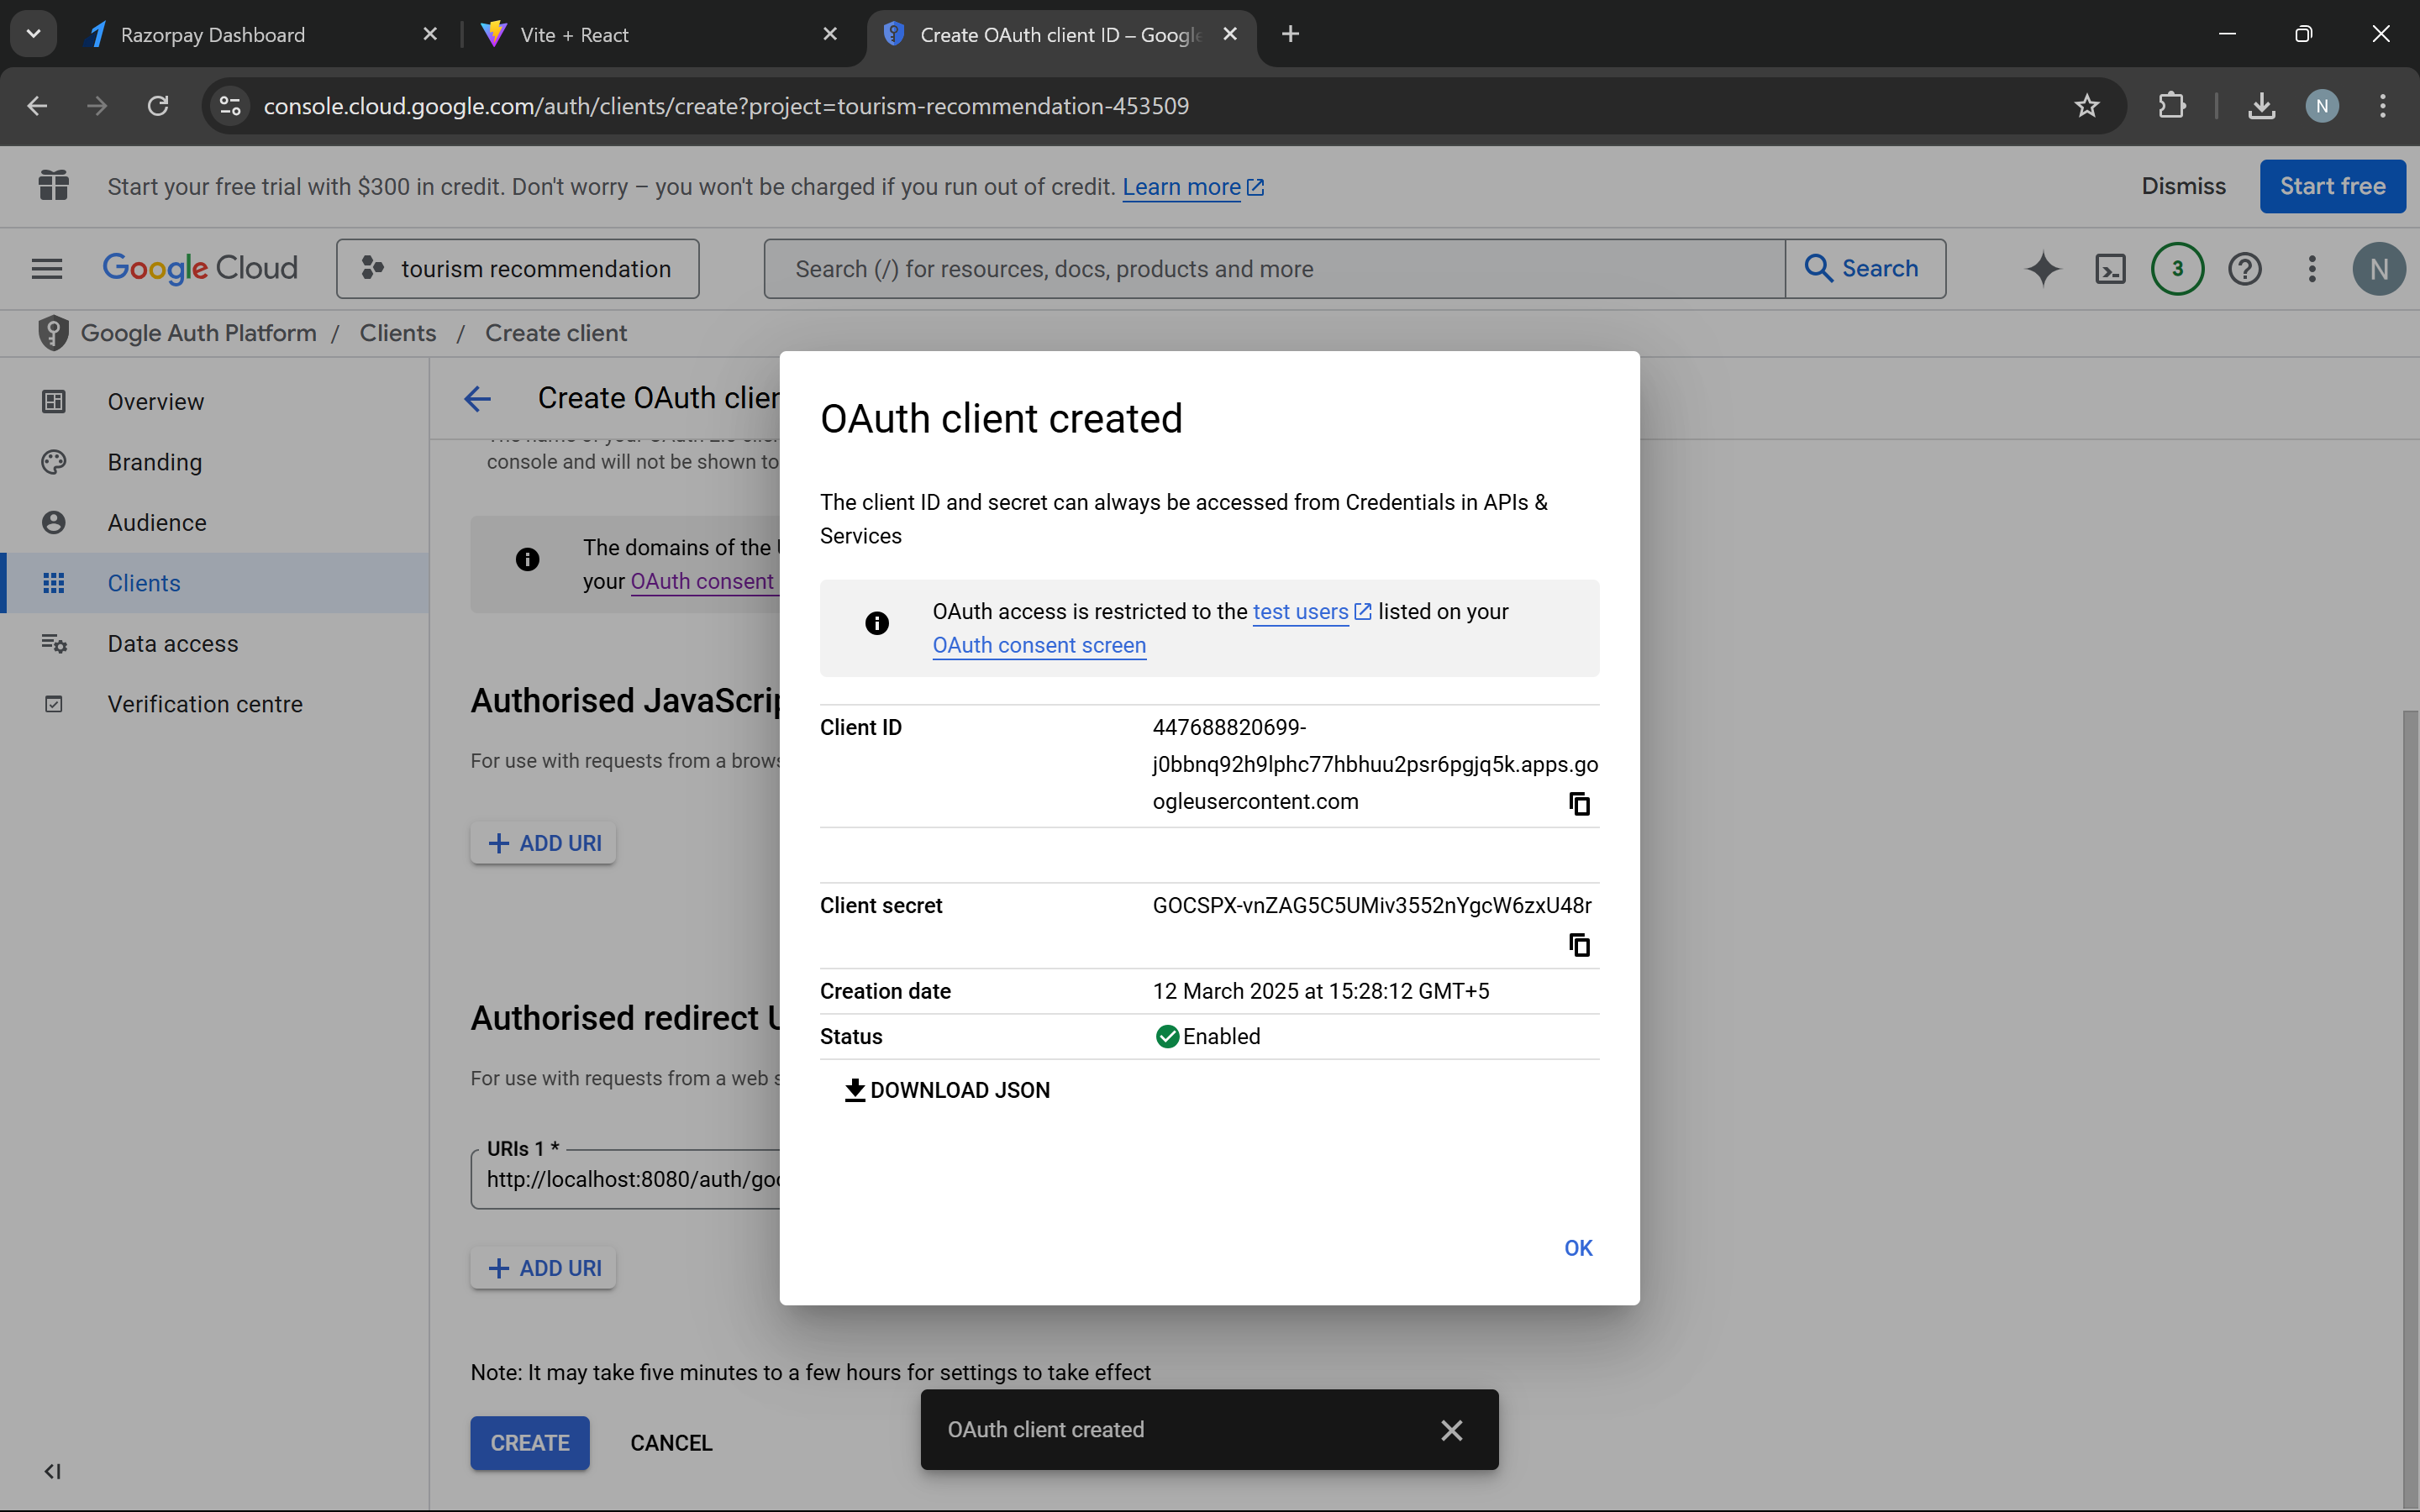 Razorpay Dashboard
Vite + React
Create OAuth client ID – Google
console.cloud.google.com/auth/clients/create?project=tourism-recommendation-453509
N
Start your free trial with $300 in credit. Don't worry – you won't be charged if you run out of credit. Learn more
Dismiss
Start free
Google Cloud
tourism recommendation
Search (/) for resources, docs, products and more
Search
3
N
Google Auth Platform / Clients / Create client
Overview
Branding
Audience
Clients
Data access
Verification centre
Create OAuth clien
console and will not be shown to
The domains of the
your OAuth consent
Authorised JavaScrip
For use with requests from a brows
ADD URI
Authorised redirect U
For use with requests from a web s
URIs 1 *
http://localhost:8080/auth/goo
ADD URI
Note: It may take five minutes to a few hours for settings to take effect
CREATE
CANCEL
OAuth client created
The client ID and secret can always be accessed from Credentials in APIs &
Services
OAuth access is restricted to the test users listed on your
OAuth consent screen
Client ID
447688820699-
j0bbnq92h9lphc77hbhuu2psr6pgjq5k.apps.go
ogleusercontent.com
Client secret
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
Creation date
12 March 2025 at 15:28:12 GMT+5
Status
Enabled
DOWNLOAD JSON
OK
OAuth client created